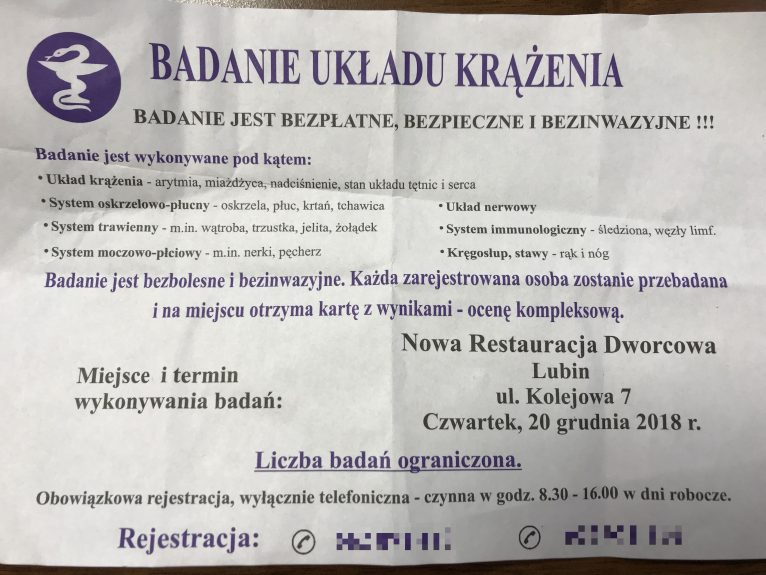 BADANIE UKŁADU KRĄŻENIA
BADANIE JEST BEZPŁATNE, BEZPIECZNE I BEZINWAZYJNE !!!
Badanie jest wykonywane pod kątem:
• Układ krążenia - arytmia, miażdżyca, nadciśnienie, stan układu tętnic i serca
• System oskrzelowo-płucny - oskrzela, płuc, krtań, tchawica
• Układ nerwowy
• System trawienny - m.in. wątroba, trzustka, jelita, żołądek
• System immunologiczny - śledziona, węzły limf.
• System moczowo-płciowy - m.in. nerki, pęcherz
• Kręgosłup, stawy - rąk i nóg
Badanie jest bezbolesne i bezinwazyjne. Każda zarejestrowana osoba zostanie przebadana
i na miejscu otrzyma kartę z wynikami - ocenę kompleksową.
Miejsce i termin
wykonywania badań:
Nowa Restauracja Dworcowa
Lubin
ul. Kolejowa 7
Czwartek, 20 grudnia 2018 r.
Liczba badań ograniczona.
Obowiązkowa rejestracja, wyłącznie telefoniczna - czynna w godz. 8.30 - 16.00 w dni robocze.
Rejestracja: